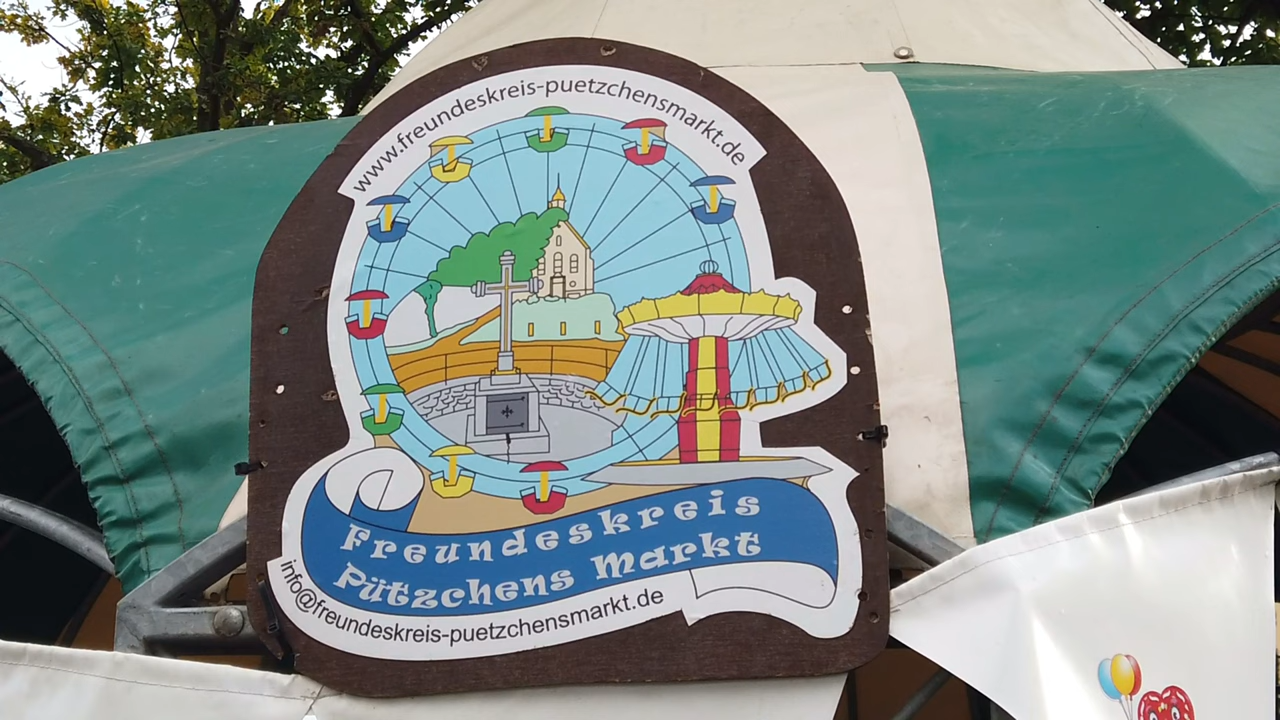 www.freundeskreis-puetzchensmarkt.de
Freundeskreis
Pützchens Markt
info@freundeskreis-puetzchensmarkt.de